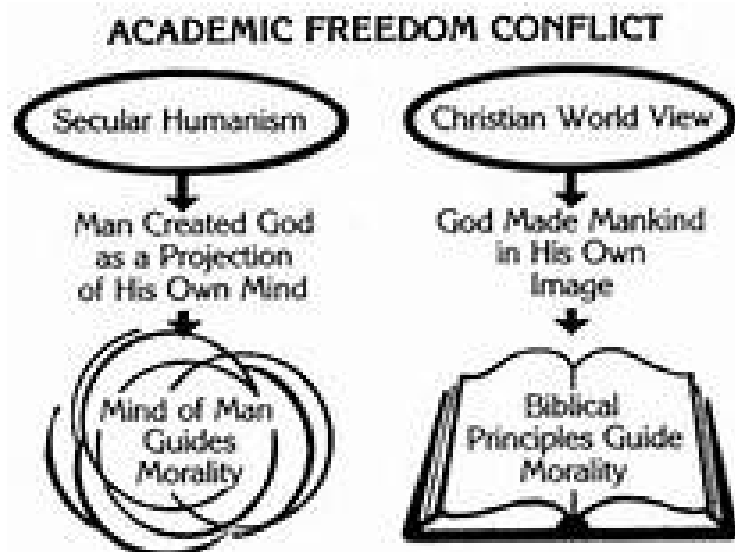 ACADEMIC FREEDOM CONFLICT
Secular Humanism
Man Created God
as a Projection
of His Own Mind
Mind of Man
Guides
Morality
Christian World View
God Made Mankind
in His Own
Image
Biblical
Principles Guide
Morality